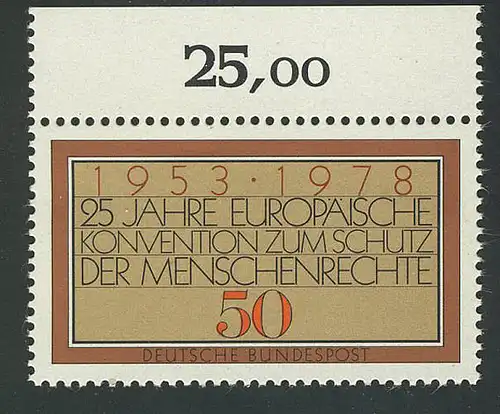 25,00
1953·1978
25 JAHRE EUROPÄISCHE
KONVENTION ZUM SCHUTZ
DER MENSCHENRECHTE
50
DEUTSCHE BUNDESPOST